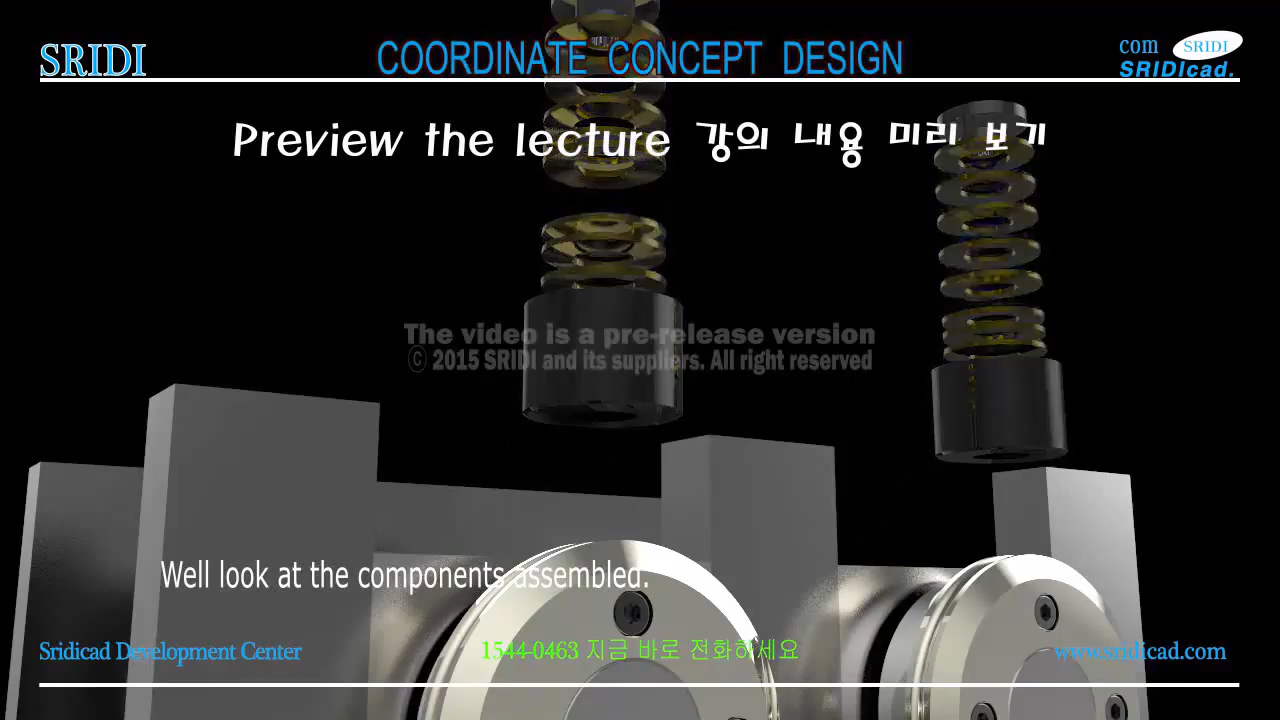 SRIDI
COORDINATE CONCEPT DESIGN
com SRIDI
SRIDIcad.
Preview the lecture 강의 내용 미리 보기
The video is a pre-release version
© 2015 SRIDI and its suppliers. All right reserved
Well look at the components assembled.
Sridicad Development Center
1544-0463 지금 바로 전화하세요
www.sridicad.com